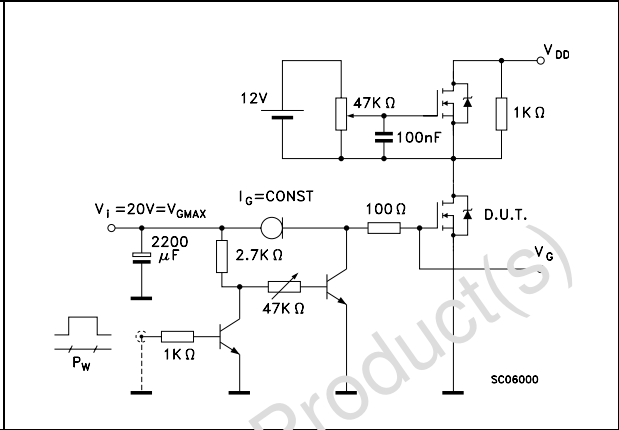 V DD
12V
47K Ω
1K Ω
100nF
I G =CONST
V i =20V=V GMAX
100 Ω
D.U.T.
2200 μF
2.7K Ω
V G
47K Ω
P W
1K Ω
SC06000
Product(s)